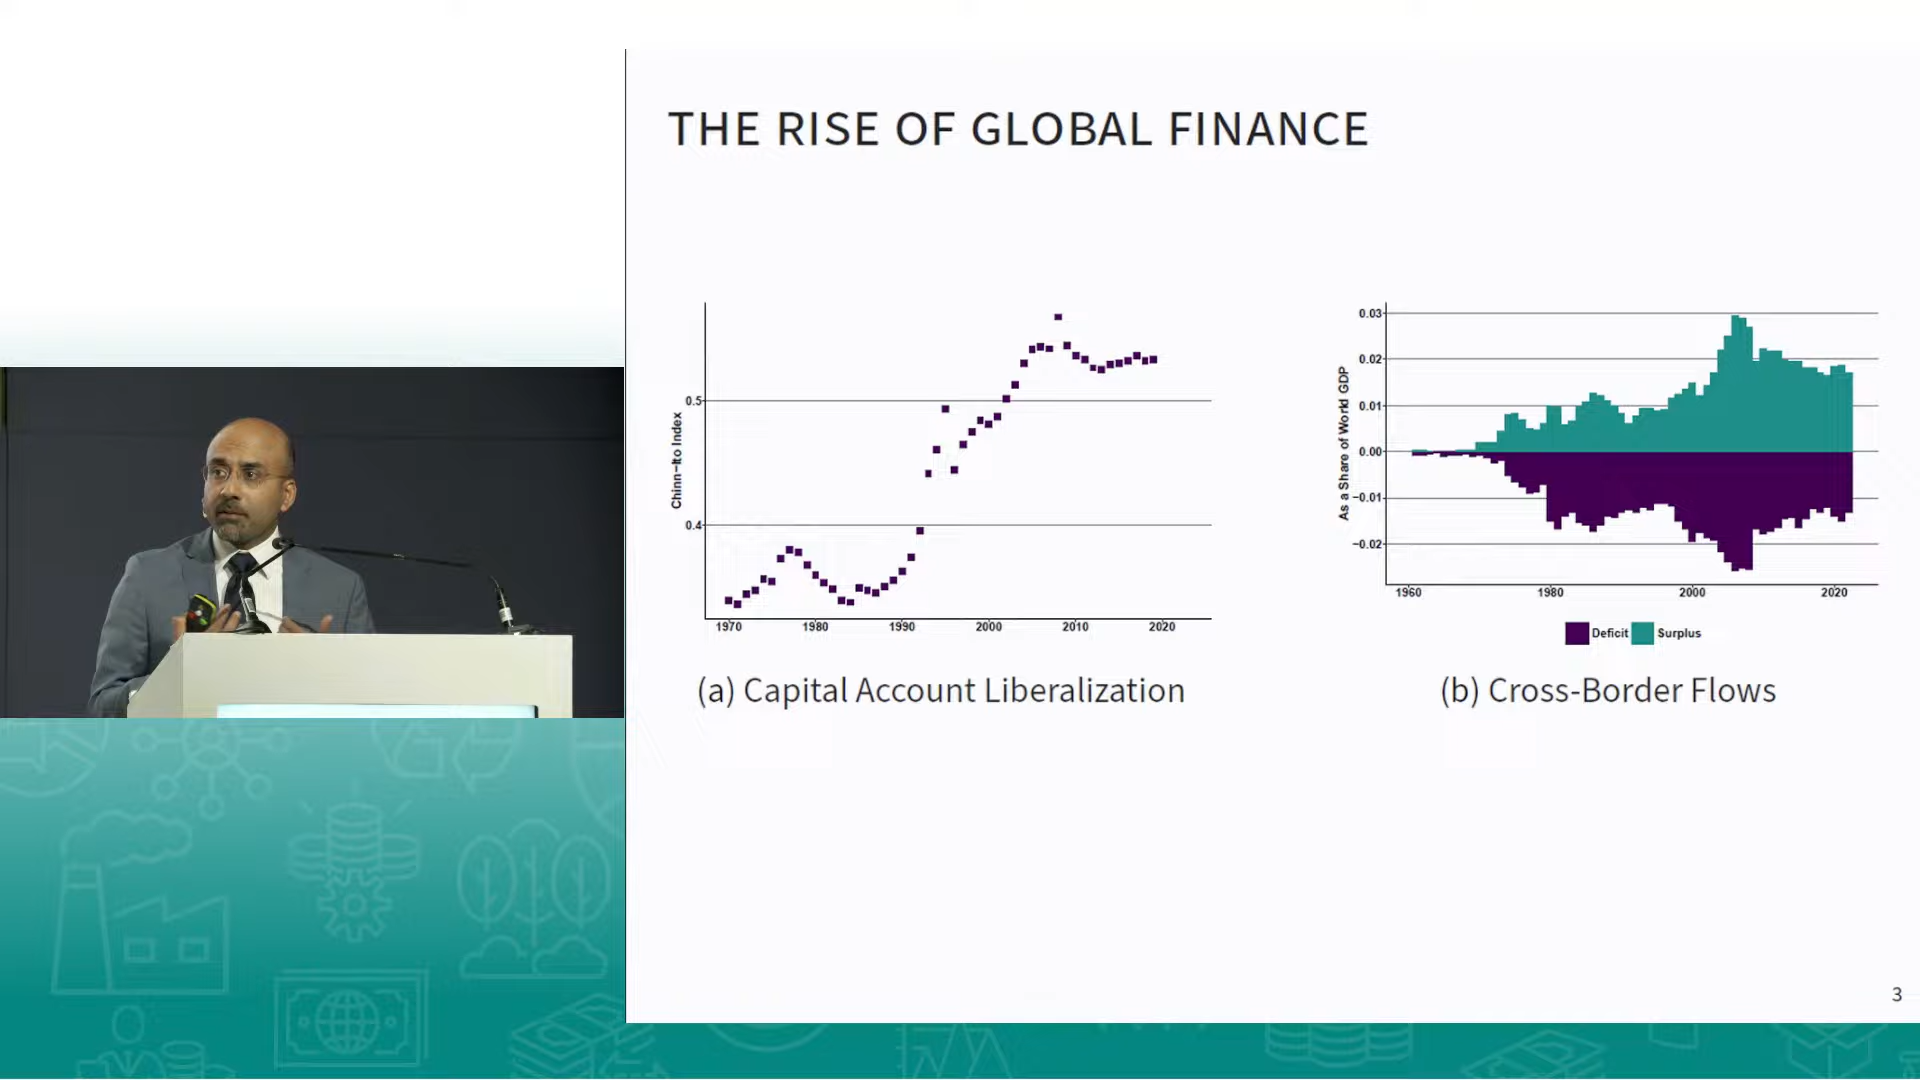 THE RISE OF GLOBAL FINANCE
Chinn−Ito Index
0.5
0.4
1970 1980 1990 2000 2010 2020
(a) Capital Account Liberalization
As a Share of World GDP
0.03
0.02
0.01
0.00
−0.01
−0.02
1960 1980 2000 2020
Deficit Surplus
(b) Cross-Border Flows
3